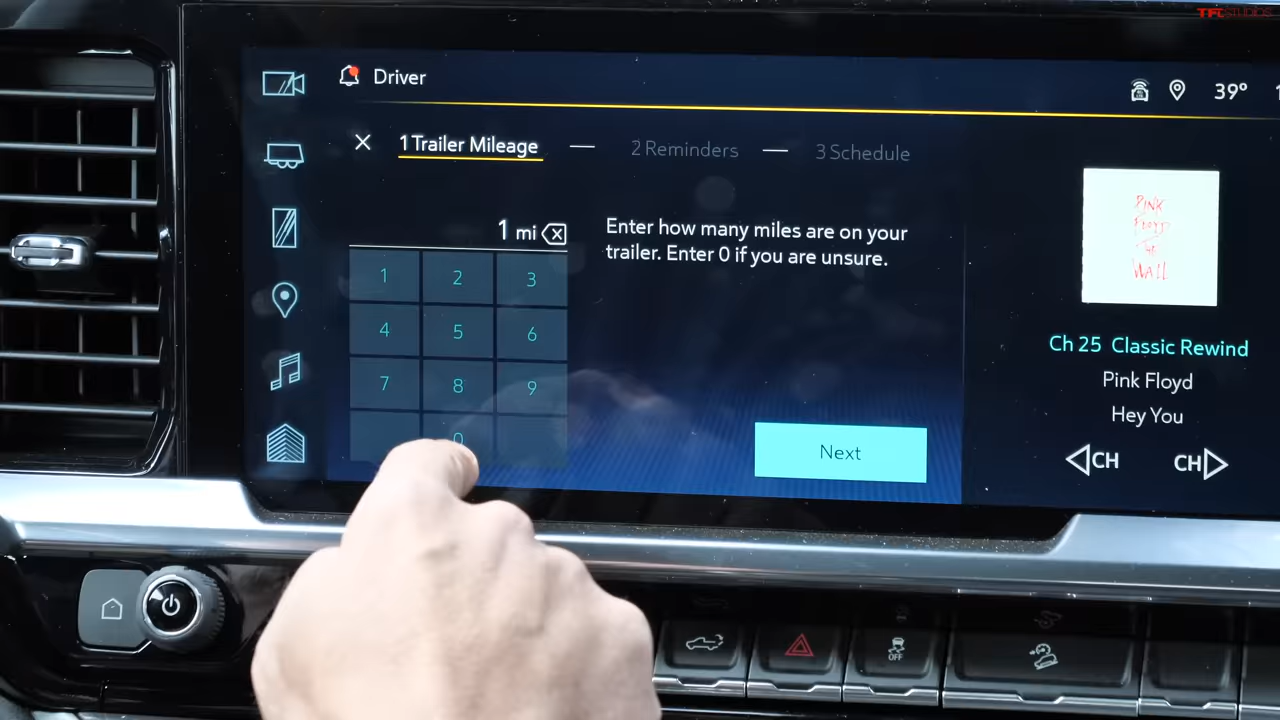 TFLSTUDIOS
Driver
39°
1 Trailer Mileage
2 Reminders
3 Schedule
1 mi
Enter how many miles are on your
trailer. Enter 0 if you are unsure.
1 2 3
4 5 6
7 8 9
0
Next
PINK
FLOYD
THE
WALL
Ch 25 Classic Rewind
Pink Floyd
Hey You
CH
CH
OFF